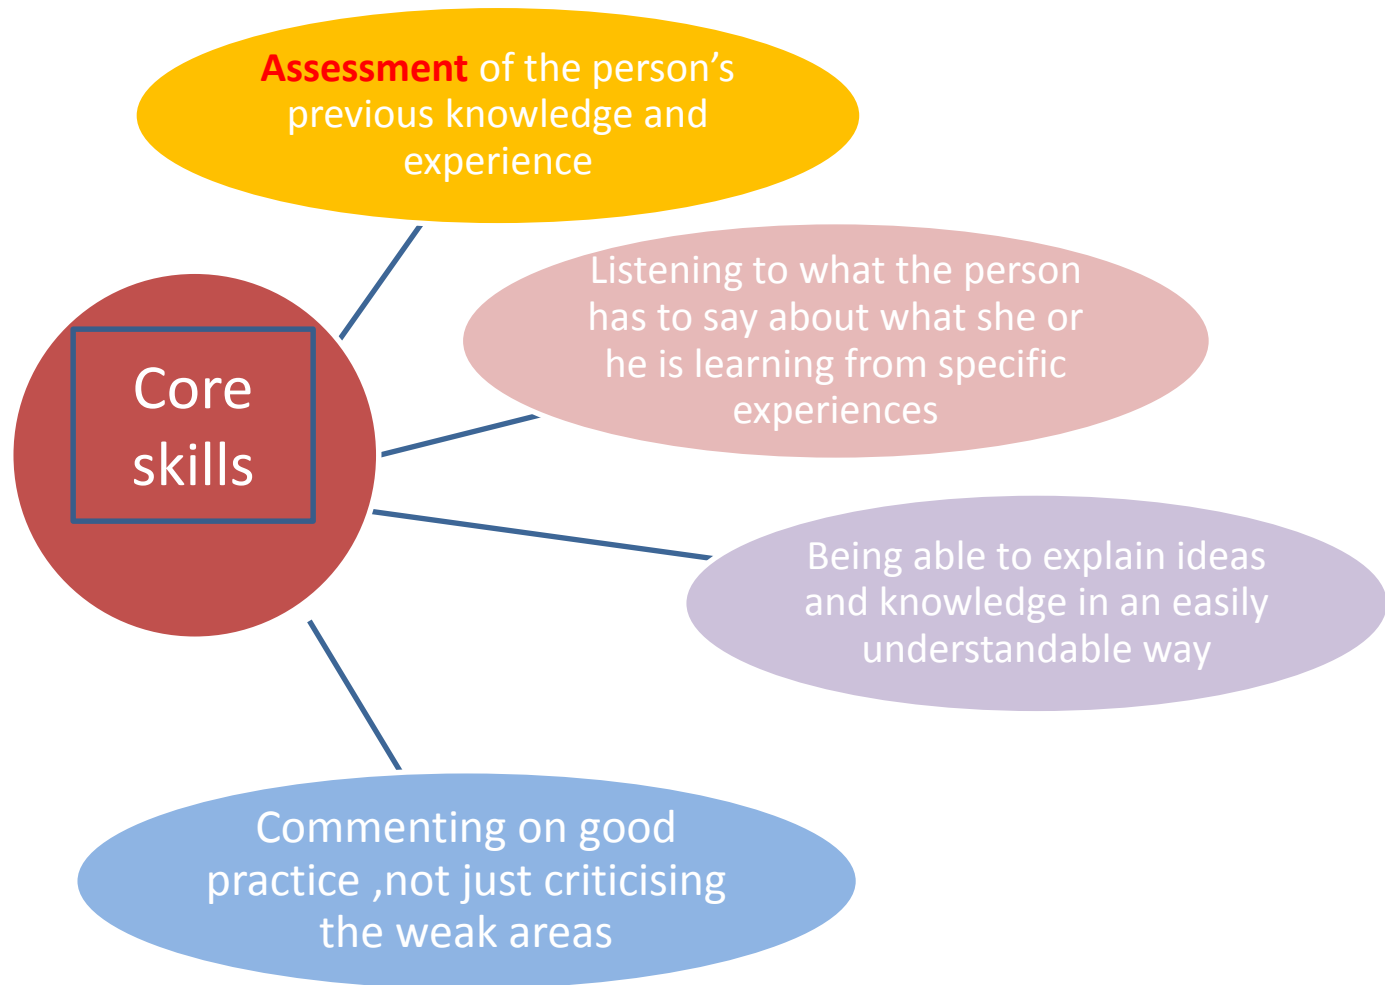 Assessment of the person’s
previous knowledge and
experience
Listening to what the person
has to say about what she or
he is learning from specific
experiences
Core
skills
Being able to explain ideas
and knowledge in an easily
understandable way
Commenting on good
practice ,not just criticising
the weak areas